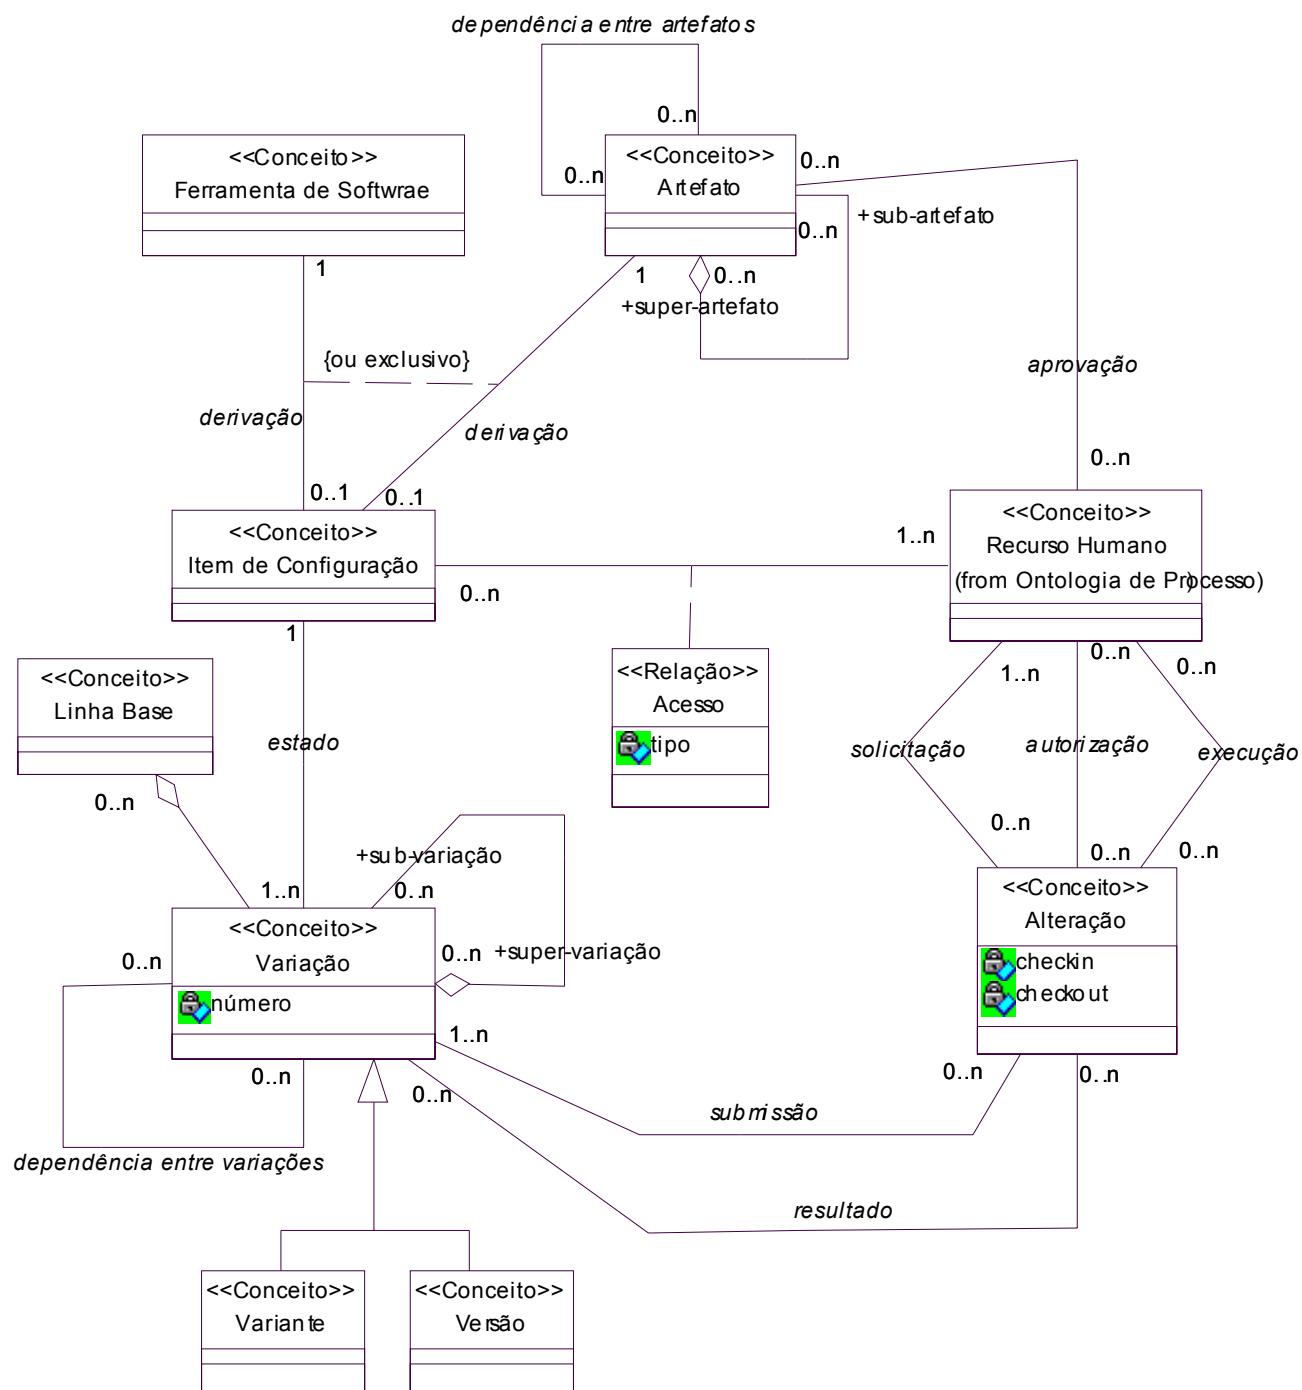 dependência entre artefatos
0..n
<<Conceito>>
Ferramenta de Softwrae
<<Conceito>>
Artefato
0..n
0..n
+sub-artefato
0..n
1
1
0..n
+super-artefato
{ou exclusivo}
aprovação
derivação
derivação
0..n
0..1
0..1
<<Conceito>>
Item de Configuração
1..n
<<Conceito>>
Recurso Humano
(from Ontologia de Processo)
0..n
1
<<Conceito>>
Linha Base
<<Relação>>
Acesso
tipo
1..n
0..n
0..n
estado
solicitação
autorização
execução
0..n
0..n
+sub-variação
0..n
0..n
1..n
0..n
<<Conceito>>
Variação
número
0..n
0..n
+super-variação
<<Conceito>>
Alteração
checkin
checkout
1..n
0..n
0..n
0..n
0..n
submissão
dependência entre variações
resultado
<<Conceito>>
Variante
<<Conceito>>
Versão